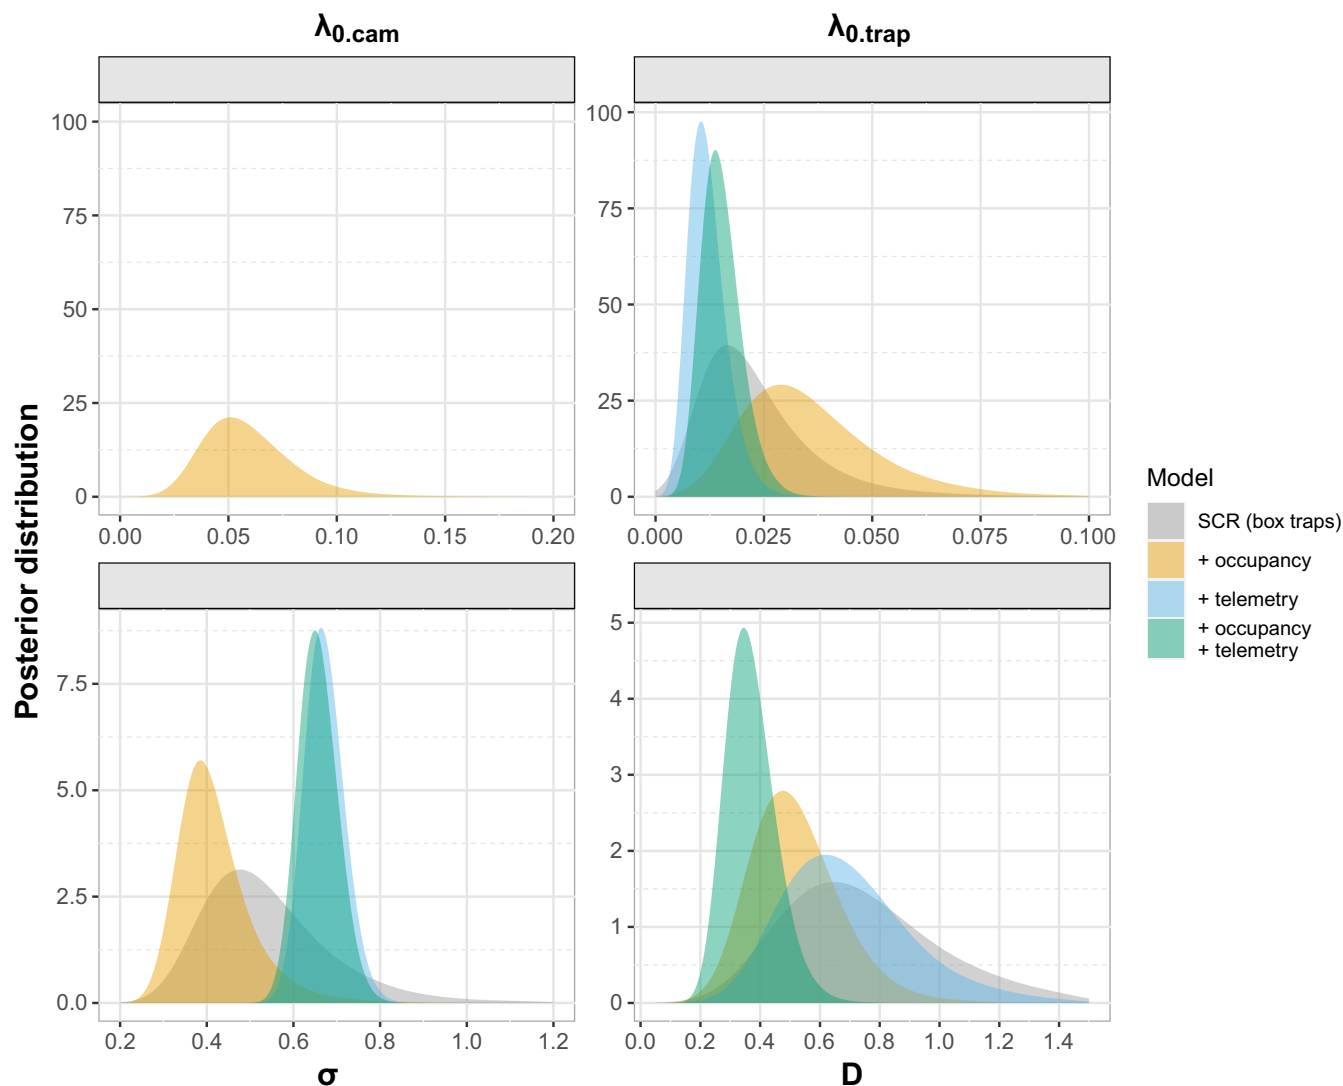 λ0.cam
λ0.trap
Posterior distribution
100
75
50
25
0
0.00 0.05 0.10 0.15 0.20
100
75
50
25
0
0.000 0.025 0.050 0.075 0.100
7.5
5.0
2.5
0.0
0.2 0.4 0.6 0.8 1.0 1.2
σ
5
4
3
2
1
0
0.0 0.2 0.4 0.6 0.8 1.0 1.2 1.4
D
Model
SCR (box traps)
+ occupancy
+ telemetry
+ occupancy
+ telemetry